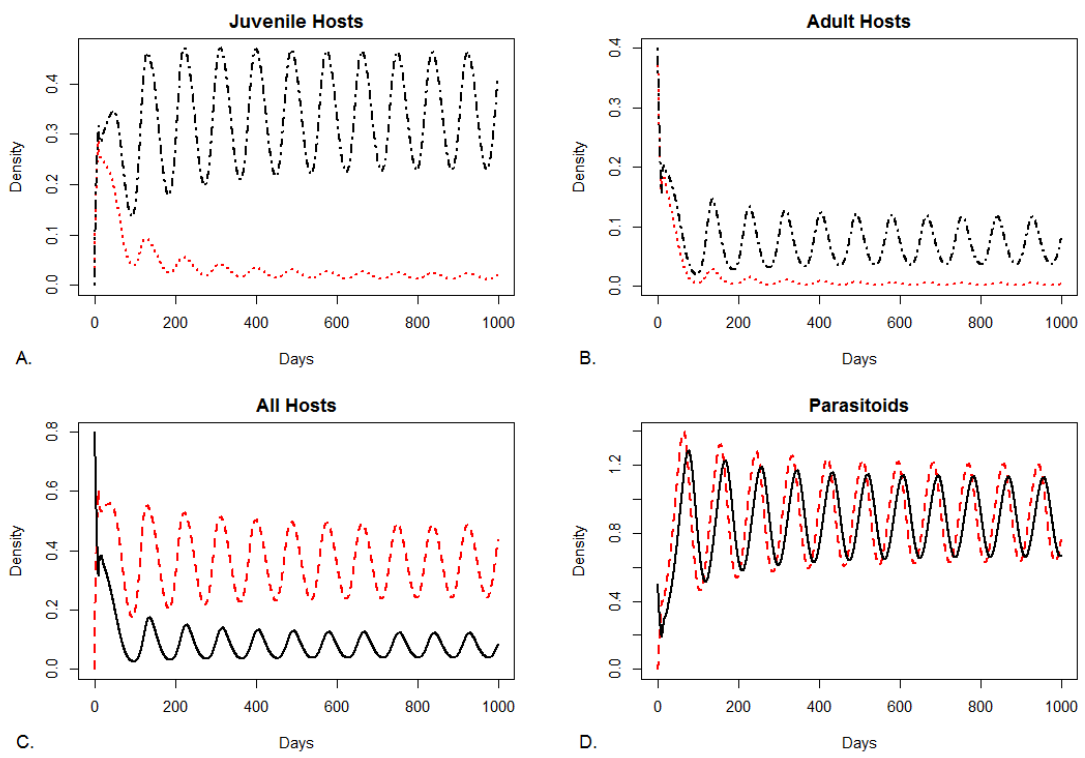 Juvenile Hosts
Density
0.0 0.1 0.2 0.3 0.4
0 200 400 600 800 1000
A.
Days
Adult Hosts
Density
0.0 0.1 0.2 0.3 0.4
0 200 400 600 800 1000
B.
Days
All Hosts
Density
0.0 0.2 0.4 0.6 0.8
0 200 400 600 800 1000
C.
Days
Parasitoids
Density
0.0 0.4 0.8 1.2
0 200 400 600 800 1000
D.
Days